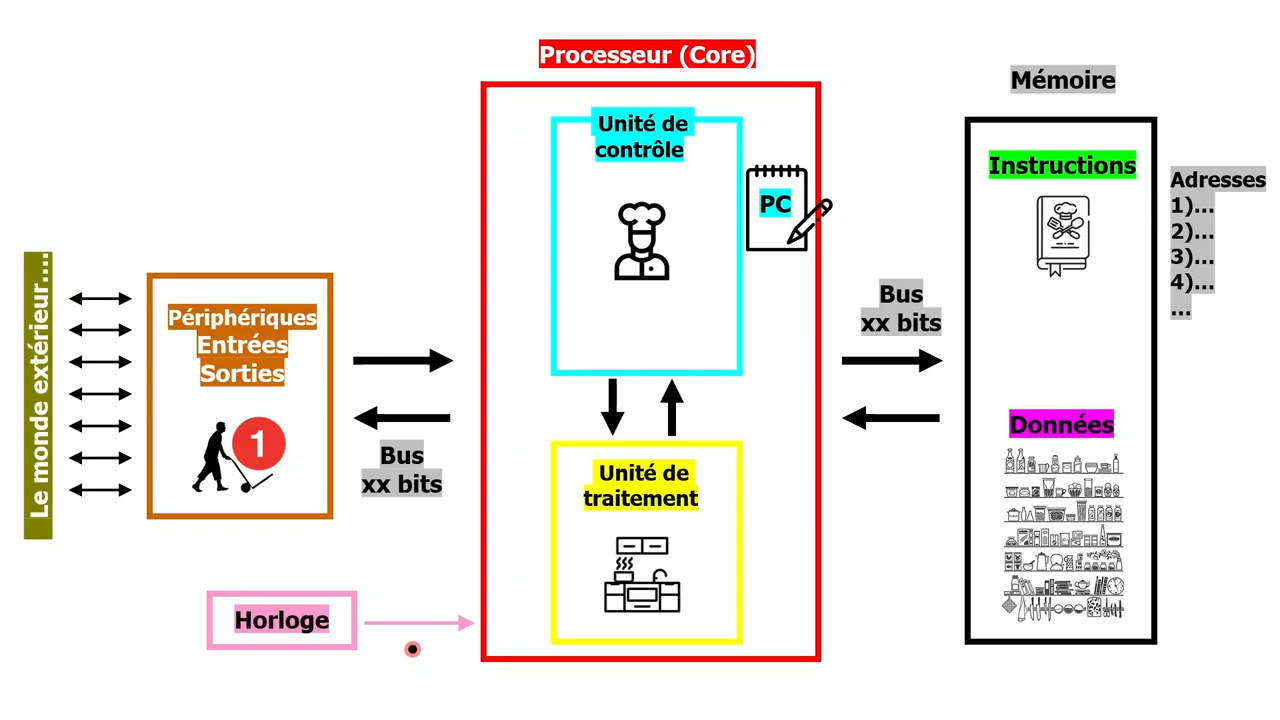 Processeur (Core)
Mémoire
Unité de
contrôle
PC
Instructions
Adresses
1)...
2)...
3)...
4)...
...
Le monde extérieur....
Périphériques
Entrées
Sorties
1
Bus
xx bits
Bus
xx bits
Données
Unité de
traitement
Horloge